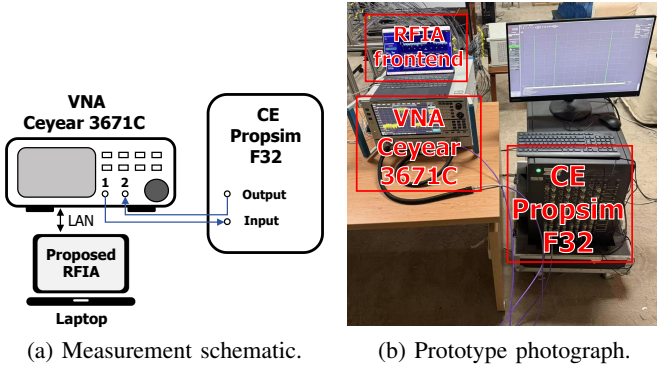 VNA
Ceyear 3671C
1 2
LAN
Proposed
RFIA
Laptop
CE
Propsim
F32
Output
Input
(a) Measurement schematic.
RFIA
frontend
VNA
Ceyear
3671C
CE
Propsim
F32
(b) Prototype photograph.